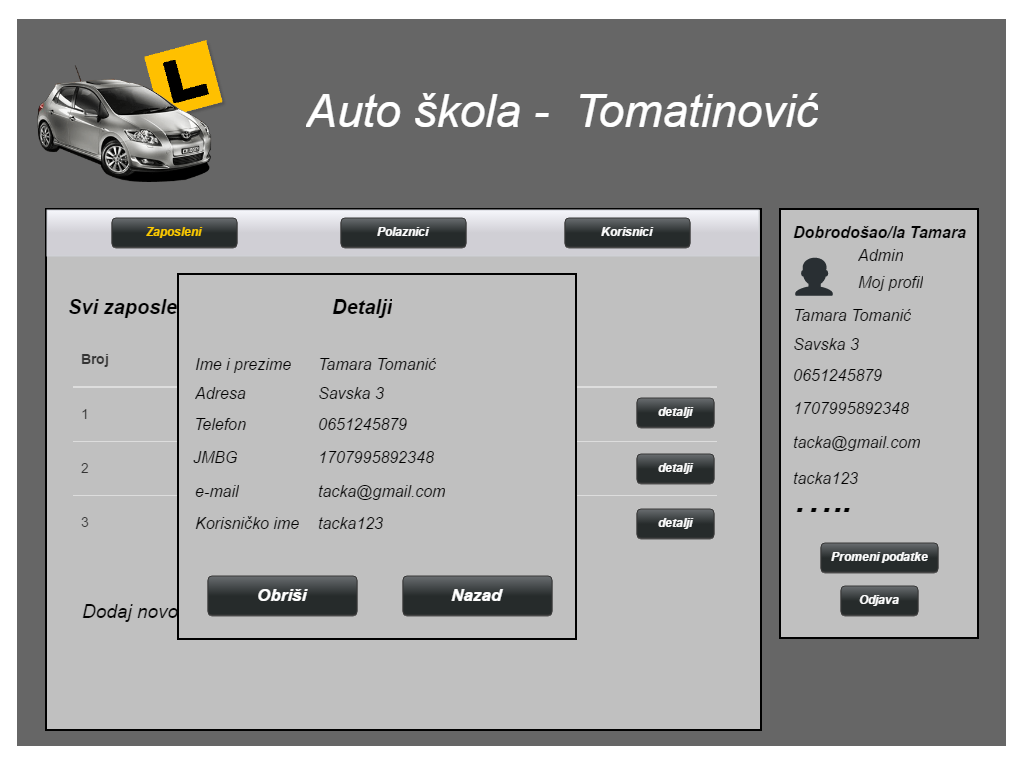 L
Auto škola - Tomatinović
Zaposleni
Polaznici
Korisnici
Dobrodošao/la Tamara
Admin
Moj profil
Tamara Tomanić
Savska 3
0651245879
1707995892348
tacka@gmail.com
tacka123
Promeni podatke
Odjava
Svi zaposle
Broj
1
detalji
2
detalji
3
detalji
Dodaj novo
Detalji
Ime i prezime Tamara Tomanić
Adresa Savska 3
Telefon 0651245879
JMBG 1707995892348
e-mail tacka@gmail.com
Korisničko ime tacka123
Obriši
Nazad